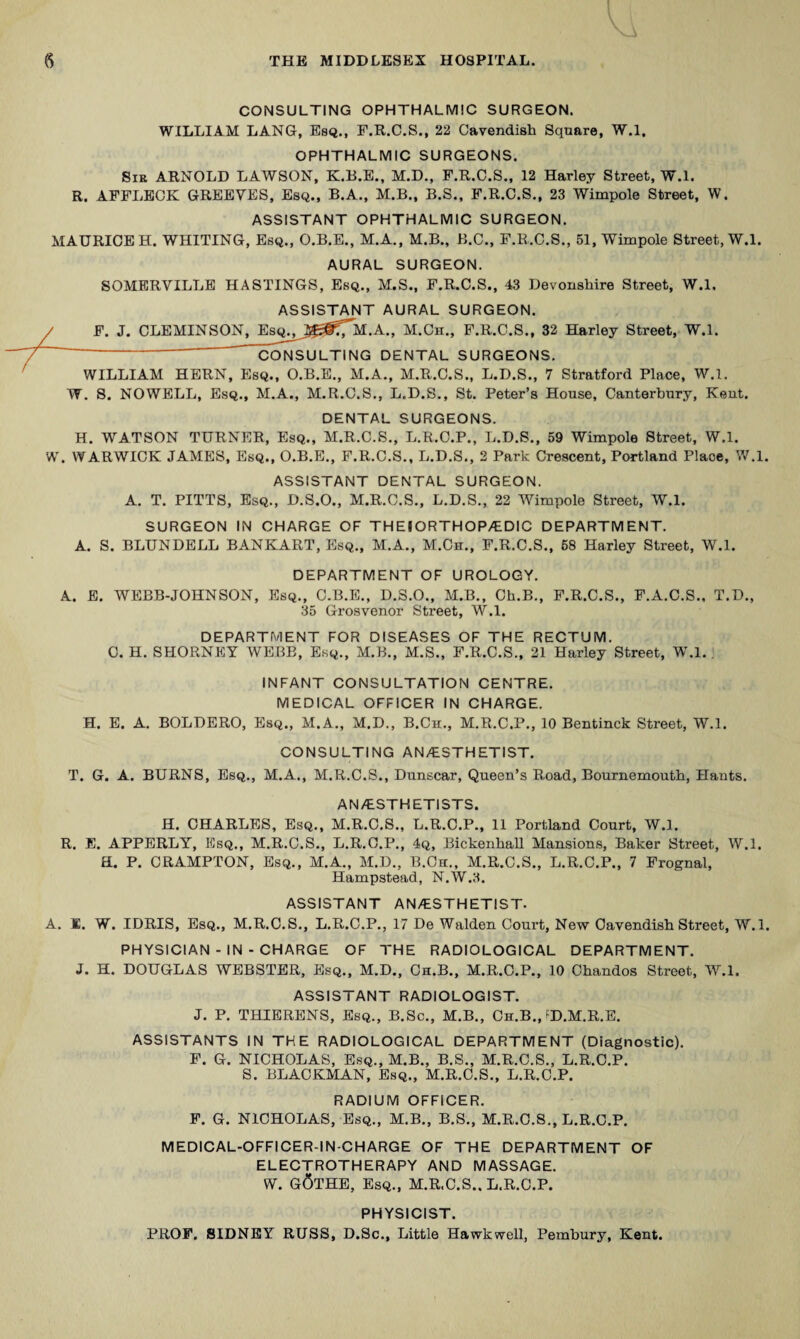 6 THE MIDDLESEX HOSPITAL.
CONSULTING OPHTHALMIC SURGEON.
WILLIAM LANG, Esq., F.R.C.S., 22 Cavendish Square, W.1.
OPHTHALMIC SURGEONS.
Sir ARNOLD LAWSON, K.B.E., M.D., F.R.C.S., 12 Harley Street, W.1.
R. AFFLECK GREEVES, Esq., B.A., M.B., B.S., F.R.C.S., 23 Wimpole Street, W.
ASSISTANT OPHTHALMIC SURGEON.
MAURICE H. WHITING, Esq., O.B.E., M.A., M.B., B.C., F.R.C.S., 51, Wimpole Street, W.1.
AURAL SURGEON.
SOMERVILLE HASTINGS, Esq., M.S., F.R.C.S., 43 Devonshire Street, W.1.
ASSISTANT AURAL SURGEON.
F. J. CLEMINSON, Esq., M.A., M.Ch., F.R.C.S., 32 Harley Street, W.1.
CONSULTING DENTAL SURGEONS.
WILLIAM HERN, Esq., O.B.E., M.A., M.R.C.S., L.D.S., 7 Stratford Place, W.1.
W. S. NOWELL, Esq., M.A., M.R.C.S., L.D.S., St. Peter's House, Canterbury, Kent.
DENTAL SURGEONS.
H. WATSON TURNER, Esq., M.R.C.S., L.R.C.P., L.D.S., 59 Wimpole Street, W.1.
W. WARWICK JAMES, Esq., O.B.E., F.R.C.S., L.D.S., 2 Park Crescent, Portland Place, W.1.
ASSISTANT DENTAL SURGEON.
A. T. PITTS, Esq., D.S.O., M.R.C.S., L.D.S., 22 Wimpole Street, W.1.
SURGEON IN CHARGE OF THE ORTHOPÆDIC DEPARTMENT.
A. S. BLUNDELL BANKART, Esq., M.A., M.Ch., F.R.C.S., 58 Harley Street, W.1.
DEPARTMENT OF UROLOGY.
A. E. WEBB-JOHNSON, Esq., C.B.E., D.S.O., M.B., Ch.B., F.R.C.S., F.A.C.S., T.D.,
35 Grosvenor Street, W.1.
DEPARTMENT FOR DISEASES OF THE RECTUM.
C. H. SHORNEY WEBB, Esq., M.B., M.S., F.R.C.S., 21 Harley Street, W.1.
INFANT CONSULTATION CENTRE.
MEDICAL OFFICER IN CHARGE.
H. E. A. BOLDERO, Esq., M.A., M.D., B.Ch., M.R.C.P., 10 Bentinck Street, W.1.
CONSULTING ANÆSTHETIST.
T. G. A. BURNS, Esq., M.A., M.R.C.S., Dunscar, Queen's Road, Bournemouth, Hants.
ANÆSTHETISTS.
H. CHARLES, Esq., M.R.C.S., L.R.C.P., 11 Portland Court, W.1.
R. E. APPERLY, Esq., M.R.C.S., L.R.C.P., 4Q, Bickenhall Mansions, Baker Street, W.1.
H. P. CRAMPTON, Esq., M.A., M.D., B.Ch., M.R.C.S., L.R.C.P., 7 Frognal,
Hampstead, N.W.3.
ASSISTANT ANÆSTHETIST.
A. E. W. IDRIS, Esq., M.R.C.S., L.R.C.P., 17 De Walden Court, New Cavendish Street, W.1.
PHYSICIAN - IN - CHARGE OF THE RADIOLOGICAL DEPARTMENT.
J. H. DOUGLAS WEBSTER, Esq., M.D., Ch.B., M.R.C.P., 10 Chandos Street, W.1.
ASSISTANT RADIOLOGIST.
J. P. THIERENS, Esq., B.Sc., M.B., Ch.B., D.M.R.E.
ASSISTANTS IN THE RADIOLOGICAL DEPARTMENT (Diagnostic).
F. G. NICHOLAS, Esq., M.B., B.S., M.R.C.S., L.R.C.P.
S. BLACKMAN, Esq., M.R.C.S., L.R.C.P.
RADIUM OFFICER.
F. G. NICHOLAS, Esq., M.B., B.S., M.R.C.S., L.R.C.P.
MEDICAL-OFFICER-IN-CHARGE OF THE DEPARTMENT OF
ELECTROTHERAPY AND MASSAGE.
W. GÖTHE, Esq., M.R.C.S., L.R.C.P.
PHYSICIST.
PROF. SIDNEY RUSS, D.Sc., Little Hawkwell, Pembury, Kent.